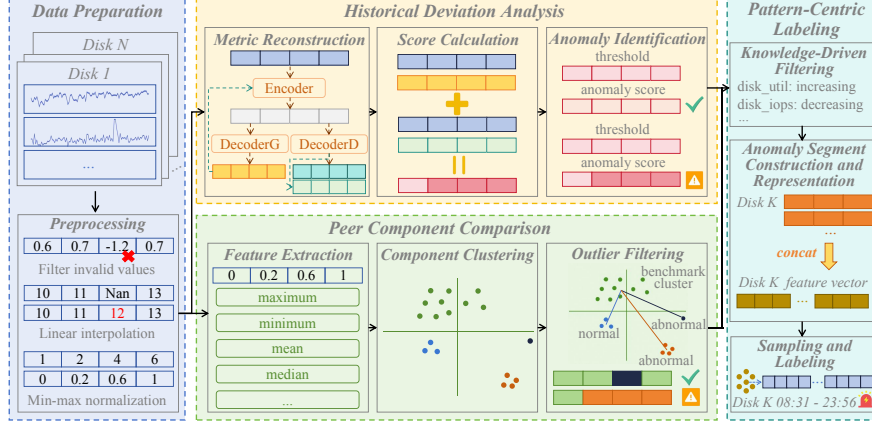 Data Preparation
Disk N
Disk 1
...
...
Preprocessing
0.6 0.7 -1.2 0.7
Filter invalid values
10 11 Nan 13
10 11 12 13
Linear interpolation
1 2 4 6
0 0.2 0.6 1
Min-max normalization
Historical Deviation Analysis
Metric Reconstruction
Encoder
DecoderG
DecoderD
Score Calculation
Anomaly Identification
threshold
anomaly score
threshold
anomaly score
Peer Component Comparison
Feature Extraction
0 0.2 0.6 1
maximum
minimum
mean
median
...
Component Clustering
Outlier Filtering
benchmark
cluster
normal
abnormal
abnormal
Pattern-Centric
Labeling
Knowledge-Driven
Filtering
disk_util: increasing
disk_iops: decreasing
...
Anomaly Segment
Construction and
Representation
Disk K
...
concat
Disk K feature vector
...
Sampling and
Labeling
...
Disk K 08:31 - 23:56